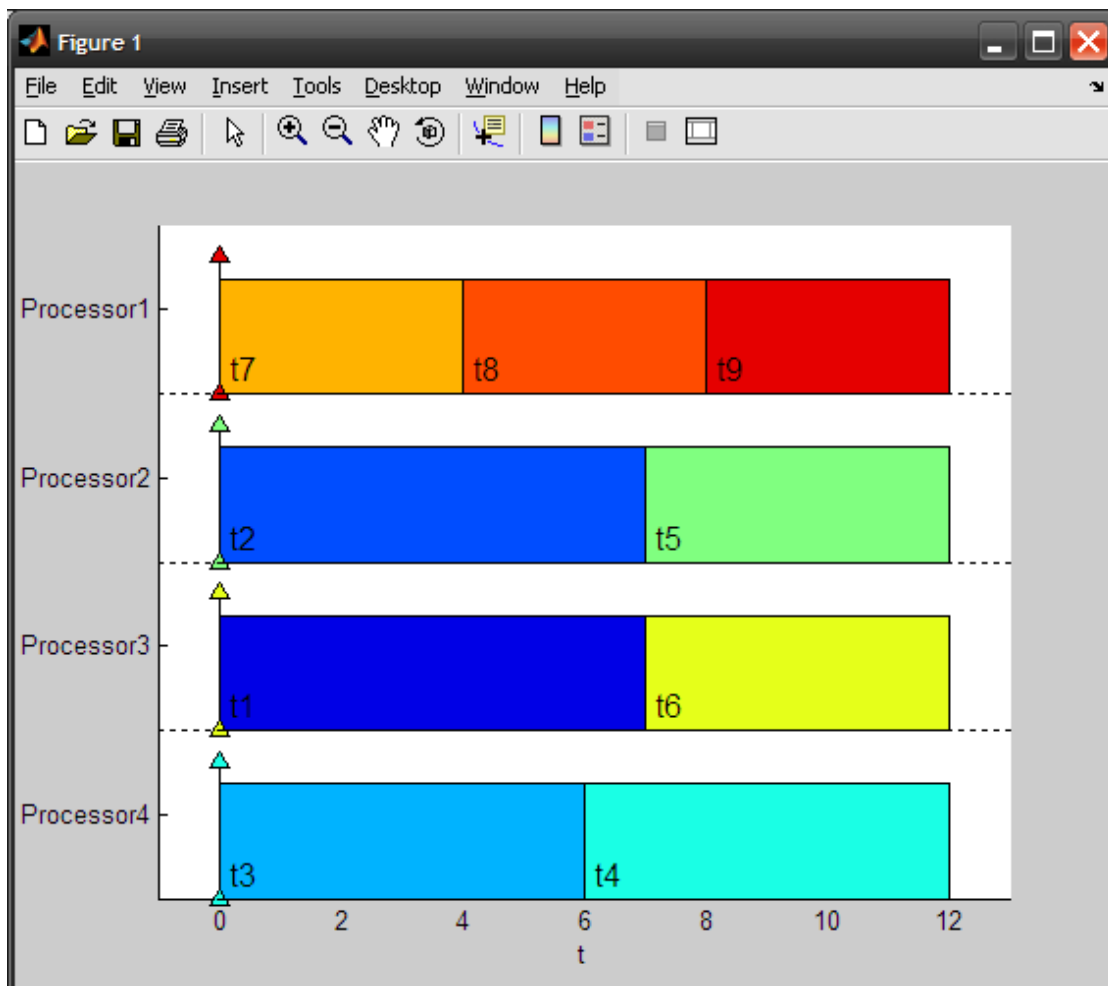 Figure 1
File Edit View Insert Tools Desktop Window Help
Processor1
t7 t8 t9
Processor2
t2 t5
Processor3
t1 t6
Processor4
t3 t4
0 2 4 6 8 10 12
t